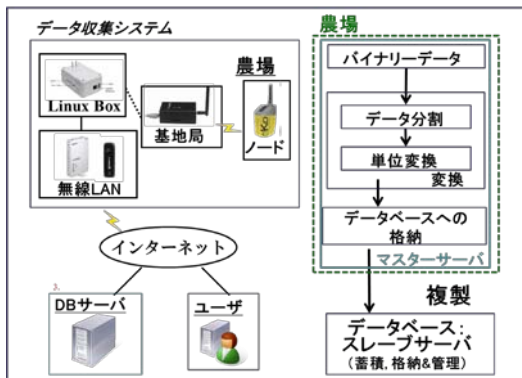 データ収集システム
Linux Box
無線LAN
基地局
農場
ノード
インターネット
DBサーバ
ユーザ
農場
バイナリーデータ
データ分割
単位変換
変換
データベースへの
格納
マスターサーバ
複製
データベース:
スレーブサーバ
(蓄積, 格納&管理)